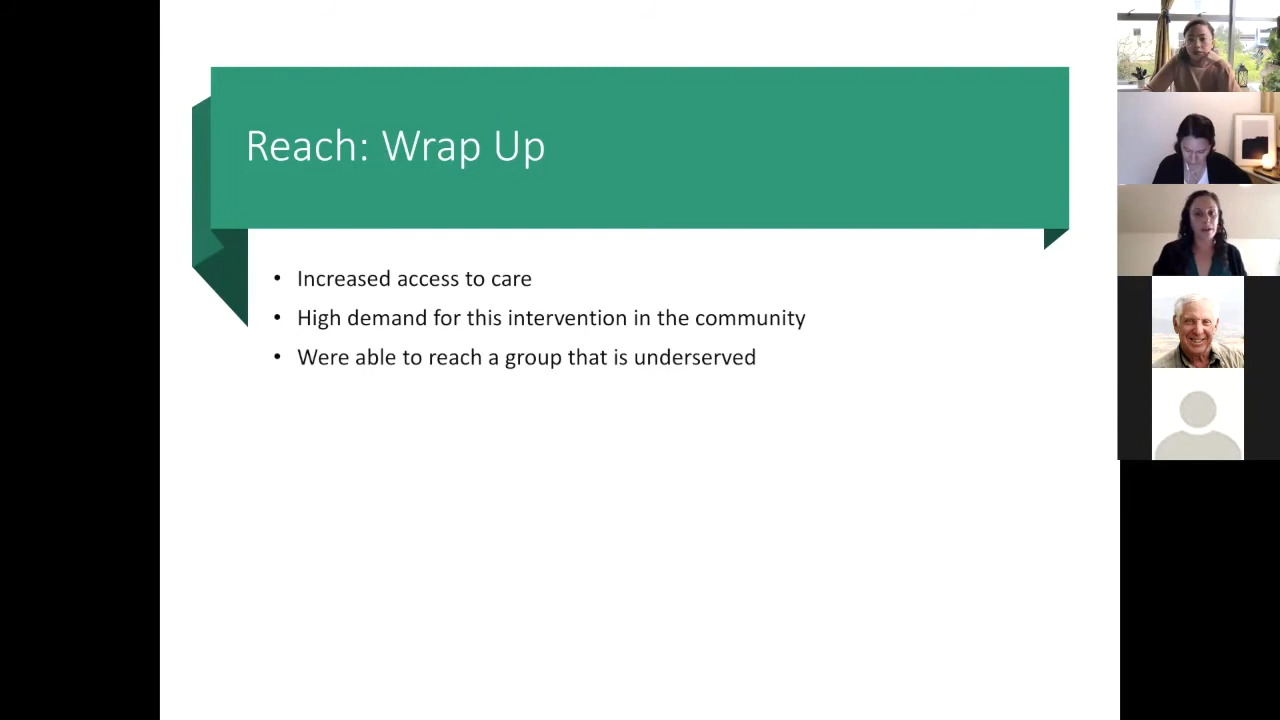 Reach: Wrap Up
• Increased access to care
• High demand for this intervention in the community
• Were able to reach a group that is underserved